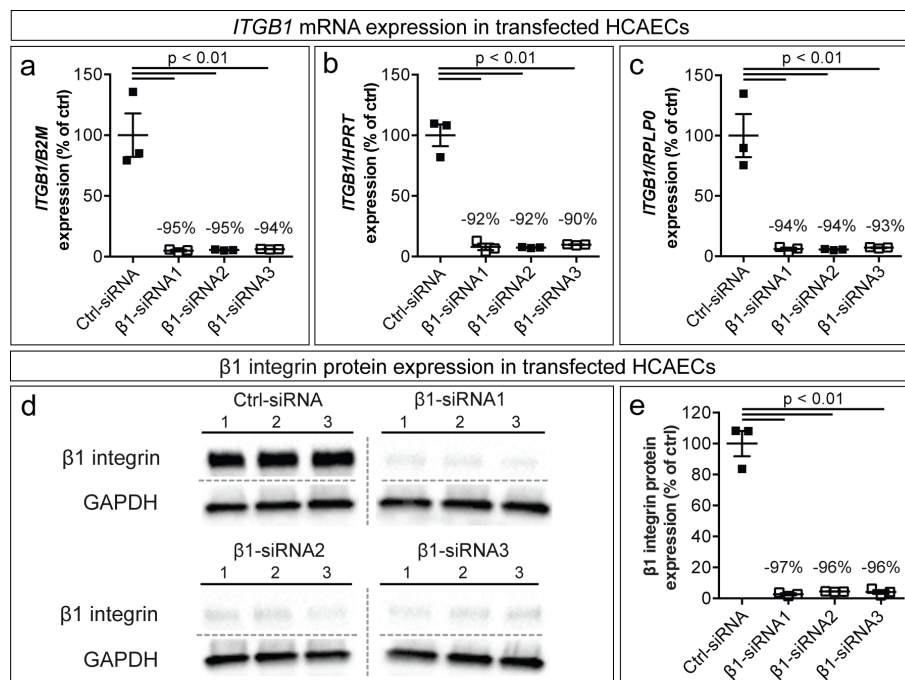 ITGB1 mRNA expression in transfected HCAECs
a
p < 0.01
150
100
50
0
ITGB1/B2M
expression (% of ctrl)
-95%
-95%
-94%
Ctrl-siRNA
β1-siRNA1
β1-siRNA2
β1-siRNA3
b
p < 0.01
150
100
50
0
ITGB1/HPRT
expression (% of ctrl)
-92%
-92%
-90%
Ctrl-siRNA
β1-siRNA1
β1-siRNA2
β1-siRNA3
c
p < 0.01
150
100
50
0
ITGB1/RPLP0
expression (% of ctrl)
-94%
-94%
-93%
Ctrl-siRNA
β1-siRNA1
β1-siRNA2
β1-siRNA3
β1 integrin protein expression in transfected HCAECs
d
Ctrl-siRNA
β1-siRNA1
1 2 3
1 2 3
β1 integrin
GAPDH
β1-siRNA2
β1-siRNA3
1 2 3
1 2 3
β1 integrin
GAPDH
e
p < 0.01
120
100
80
60
40
20
0
β1 integrin protein
expression (% of ctrl)
-97%
-96%
-96%
Ctrl-siRNA
β1-siRNA1
β1-siRNA2
β1-siRNA3